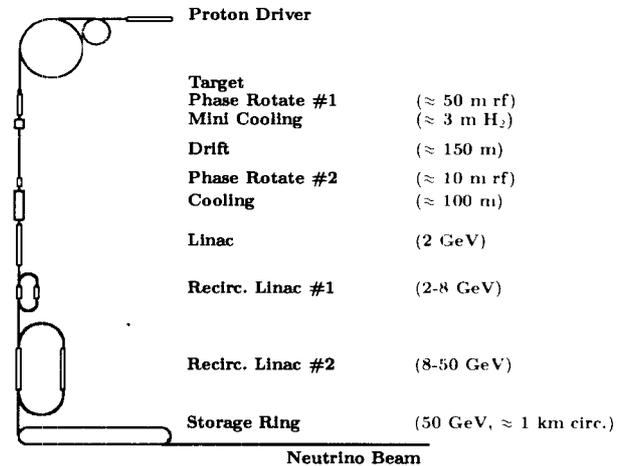 Proton Driver
Target
Phase Rotate #1 (≈ 50 m rf)
Mini Cooling (≈ 3 m H₂)
Drift (≈ 150 m)
Phase Rotate #2 (≈ 10 m rf)
Cooling (≈ 100 m)
Linac (2 GeV)
Recirc. Linac #1 (2-8 GeV)
Recirc. Linac #2 (8-50 GeV)
Storage Ring (50 GeV, ≈ 1 km circ.)
Neutrino Beam